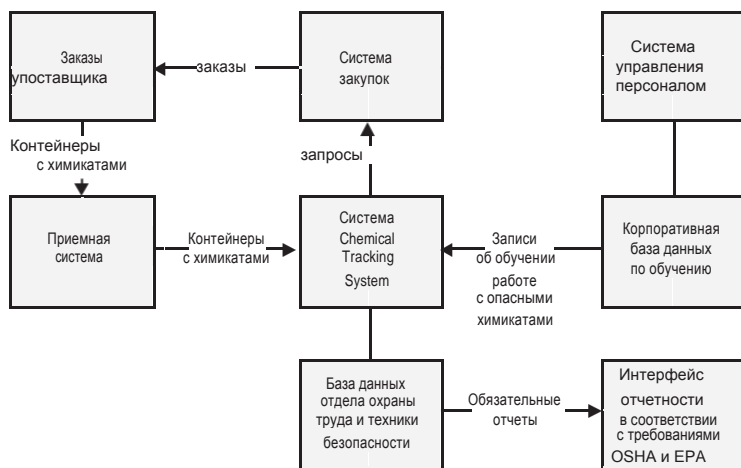 Заказы
упоставщика
заказы
Система
закупок
Система
управления
персоналом
Контейнеры
с химикатами
запросы
Приемная
система
Контейнеры
с химикатами
Система
Chemical
Tracking
System
Записи
об обучении
работе
с опасными
химикатами
Корпоративная
база данных
по обучению
База данных
отдела охраны
труда и техники
безопасности
Обязательные
отчеты
Интерфейс
отчетности
в соответствии
с требованиями
OSHA и EPA